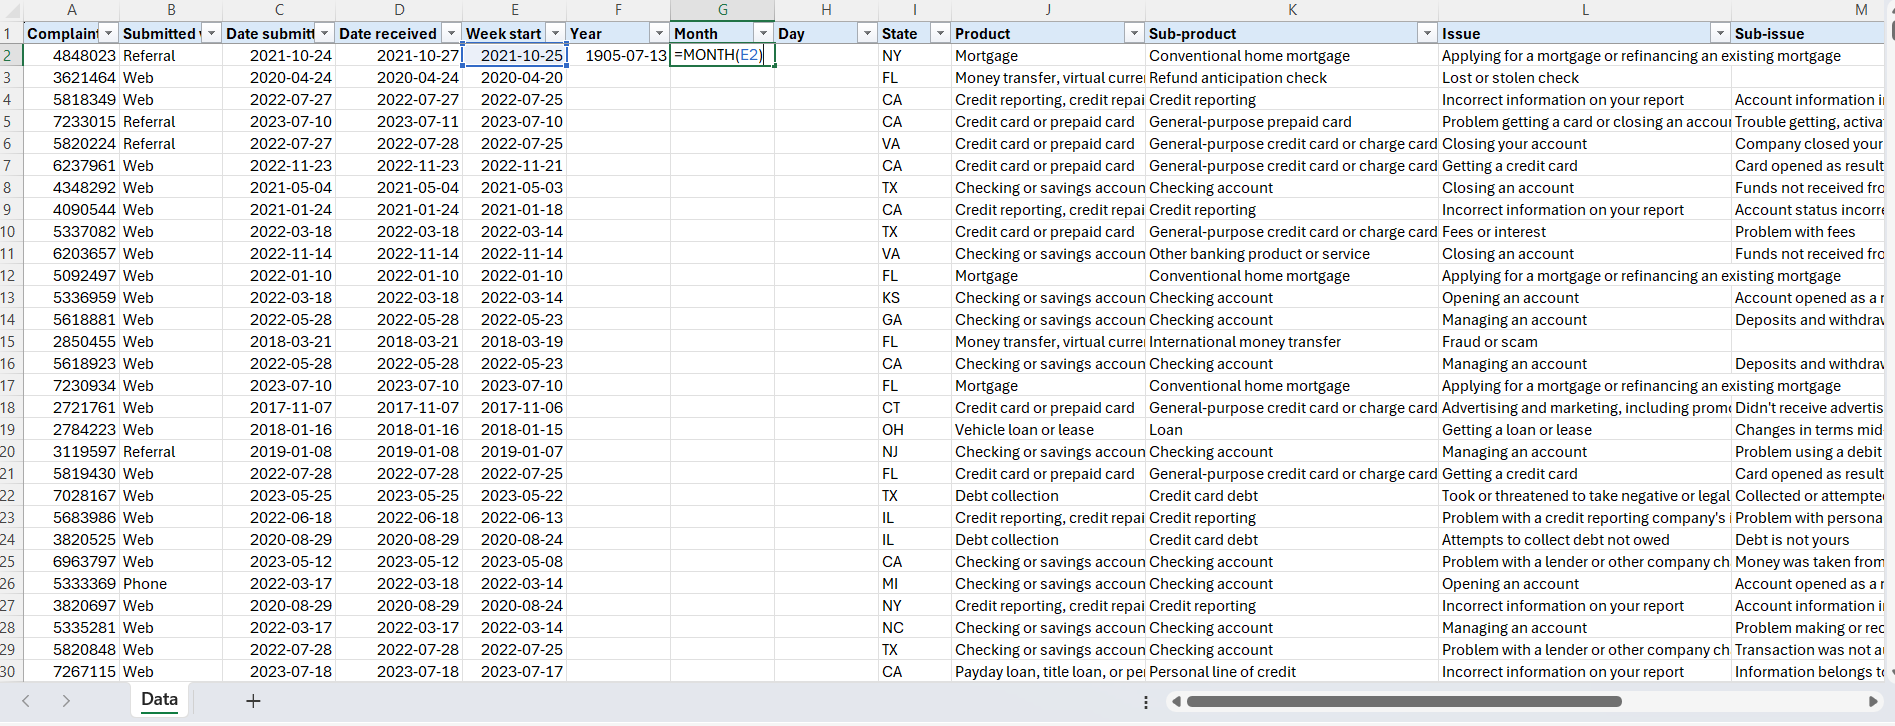 A B C D E F G H I J K L M
1 Complaint Submitted v Date submitt Date received Week start Year Month Day State Product Sub-product Issue Sub-issue
2 4848023 Referral 2021-10-24 2021-10-27 2021-10-25 1905-07-13 =MONTH(E2) NY Mortgage Conventional home mortgage Applying for a mortgage or refinancing an existing mortgage
3 3621464 Web 2020-04-24 2020-04-24 2020-04-20 FL Money transfer, virtual curre Refund anticipation check Lost or stolen check
4 5818349 Web 2022-07-27 2022-07-27 2022-07-25 CA Credit reporting, credit repai Credit reporting Incorrect information on your report Account information i
5 7233015 Referral 2023-07-10 2023-07-11 2023-07-10 CA Credit card or prepaid card General-purpose prepaid card Problem getting a card or closing an accou Trouble getting, activa
6 5820224 Referral 2022-07-27 2022-07-28 2022-07-25 VA Credit card or prepaid card General-purpose credit card or charge card Closing your account Company closed your
7 6237961 Web 2022-11-23 2022-11-23 2022-11-21 CA Credit card or prepaid card General-purpose credit card or charge card Getting a credit card Card opened as result
8 4348292 Web 2021-05-04 2021-05-04 2021-05-03 TX Checking or savings accoun Checking account Closing an account Funds not received fro
9 4090544 Web 2021-01-24 2021-01-24 2021-01-18 CA Credit reporting, credit repai Credit reporting Incorrect information on your report Account status incorre
10 5337082 Web 2022-03-18 2022-03-18 2022-03-14 TX Credit card or prepaid card General-purpose credit card or charge card Fees or interest Problem with fees
11 6203657 Web 2022-11-14 2022-11-14 2022-11-14 VA Checking or savings accoun Other banking product or service Closing an account Funds not received fro
12 5092497 Web 2022-01-10 2022-01-10 2022-01-10 FL Mortgage Conventional home mortgage Applying for a mortgage or refinancing an existing mortgage
13 5336959 Web 2022-03-18 2022-03-18 2022-03-14 KS Checking or savings accoun Checking account Opening an account Account opened as a r
14 5618881 Web 2022-05-28 2022-05-28 2022-05-23 GA Checking or savings accoun Checking account Managing an account Deposits and withdrav
15 2850455 Web 2018-03-21 2018-03-21 2018-03-19 FL Money transfer, virtual curre International money transfer Fraud or scam
16 5618923 Web 2022-05-28 2022-05-28 2022-05-23 CA Checking or savings accoun Checking account Managing an account Deposits and withdrav
17 7230934 Web 2023-07-10 2023-07-10 2023-07-10 FL Mortgage Conventional home mortgage Applying for a mortgage or refinancing an existing mortgage
18 2721761 Web 2017-11-07 2017-11-07 2017-11-06 CT Credit card or prepaid card General-purpose credit card or charge card Advertising and marketing, including promo Didn't receive advertis
19 2784223 Web 2018-01-16 2018-01-16 2018-01-15 OH Vehicle loan or lease Loan Getting a loan or lease Changes in terms mid
20 3119597 Referral 2019-01-08 2019-01-08 2019-01-07 NJ Checking or savings accoun Checking account Managing an account Problem using a debit
21 5819430 Web 2022-07-28 2022-07-28 2022-07-25 FL Credit card or prepaid card General-purpose credit card or charge card Getting a credit card Card opened as result
22 7028167 Web 2023-05-25 2023-05-25 2023-05-22 TX Debt collection Credit card debt Took or threatened to take negative or legal Collected or attempte
23 5683986 Web 2022-06-18 2022-06-18 2022-06-13 IL Credit reporting, credit repai Credit reporting Problem with a credit reporting company's i Problem with persona
24 3820525 Web 2020-08-29 2020-08-29 2020-08-24 IL Debt collection Credit card debt Attempts to collect debt not owed Debt is not yours
25 6963797 Web 2023-05-12 2023-05-12 2023-05-08 CA Checking or savings accoun Checking account Problem with a lender or other company ch Money was taken from
26 5333369 Phone 2022-03-17 2022-03-18 2022-03-14 MI Checking or savings accoun Checking account Opening an account Account opened as a r
27 3820697 Web 2020-08-29 2020-08-29 2020-08-24 NY Credit reporting, credit repai Credit reporting Incorrect information on your report Account information i
28 5335281 Web 2022-03-17 2022-03-17 2022-03-14 NC Checking or savings accoun Checking account Managing an account Problem making or rec
29 5820848 Web 2022-07-28 2022-07-28 2022-07-25 TX Checking or savings accoun Checking account Problem with a lender or other company ch Transaction was not a
30 7267115 Web 2023-07-18 2023-07-18 2023-07-17 CA Payday loan, title loan, or pe Personal line of credit Incorrect information on your report Information belongs to
Data